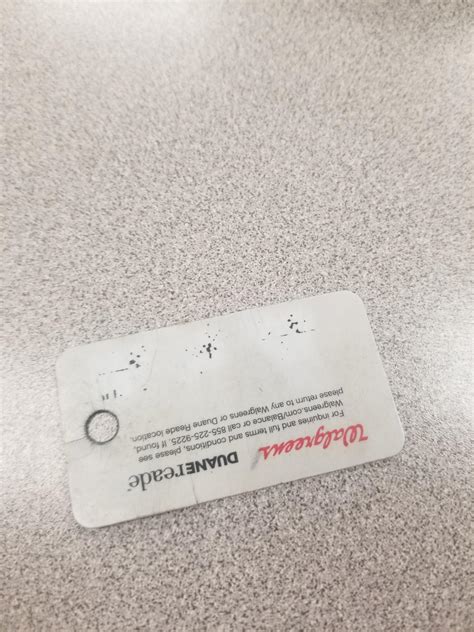 Walgreens DUANEreade
For inquiries and full terms and conditions, please see
Walgreens.com/Balance or call 855-225-9225. If found,
please return to any Walgreens or Duane Reade location.